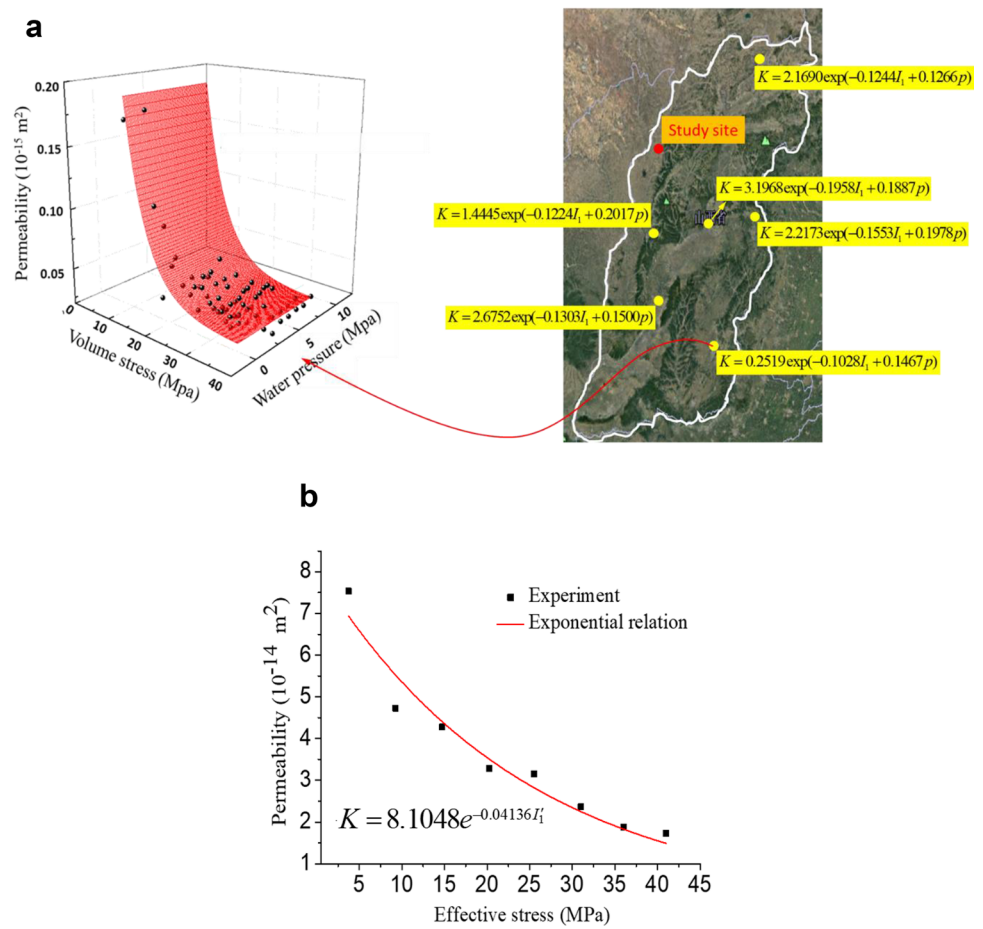 a
Permeability (10⁻¹⁵ m²)
0.20
0.15
0.10
0.05
0
10
20
30
40
Volume stress (Mpa)
0
5
10
Water pressure (Mpa)
K = 2.1690exp(−0.1244I₁ + 0.1266p)
Study site
K = 3.1968exp(−0.1958I₁ + 0.1887p)
K = 1.4445exp(−0.1224I₁ + 0.2017p)
K = 2.2173exp(−0.1553I₁ + 0.1978p)
K = 2.6752exp(−0.1303I₁ + 0.1500p)
K = 0.2519exp(−0.1028I₁ + 0.1467p)
b
Permeability (10⁻¹⁴ m²)
8
7
6
5
4
3
2
1
Experiment
Exponential relation
K = 8.1048e^{−0.04136I₁′}
5
10
15
20
25
30
35
40
45
Effective stress (MPa)